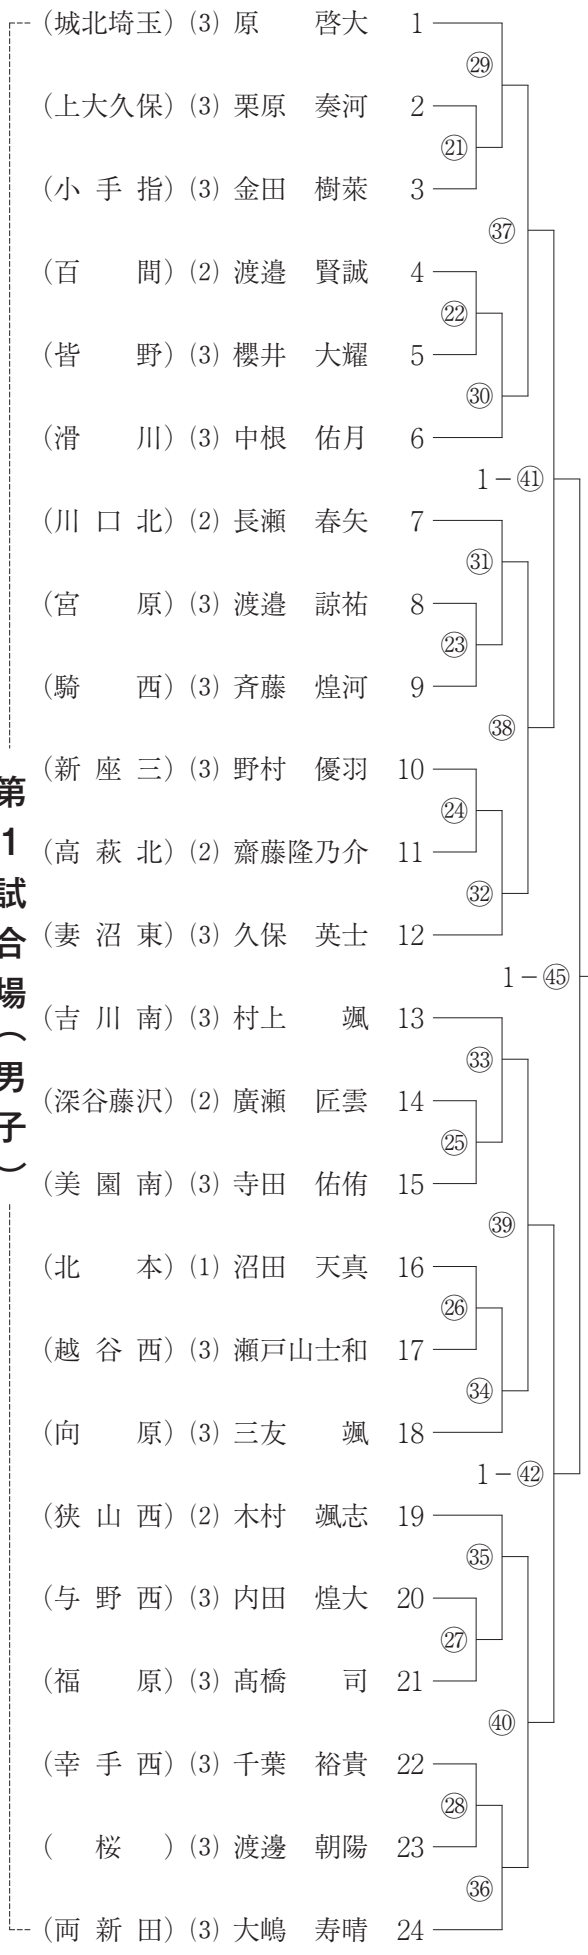 (城北埼玉) (3) 原 啓大 1
㉙
(上大久保) (3) 栗原 奏河 2
㉑
(小手指) (3) 金田 樹莱 3
㊲
(百間) (2) 渡邉 賢誠 4
㉒
(皆野) (3) 櫻井 大耀 5
㉚
(滑川) (3) 中根 佑月 6
1-㊶
(川口北) (2) 長瀬 春矢 7
㉛
(宮原) (3) 渡邉 諒祐 8
㉓
(騎西) (3) 斉藤 煌河 9
㊳
(新座三) (3) 野村 優羽 10
㉔
(高萩北) (2) 齋藤隆乃介 11
㉜
(妻沼東) (3) 久保 英士 12
1-㊺
(吉川南) (3) 村上 颯 13
㉝
(深谷藤沢) (2) 廣瀬 匠雲 14
㉕
(美園南) (3) 寺田 佑侑 15
㊴
(北本) (1) 沼田 天真 16
㉖
(越谷西) (3) 瀬戸山士和 17
㉞
(向原) (3) 三友 颯 18
1-㊷
(狭山西) (2) 木村 颯志 19
㉟
(与野西) (3) 内田 煌大 20
㉗
(福原) (3) 髙橋 司 21
㊵
(幸手西) (3) 千葉 裕貴 22
㉘
(桜) (3) 渡邊 朝陽 23
㊱
(両新田) (3) 大嶋 寿晴 24
第1試合場(男子)